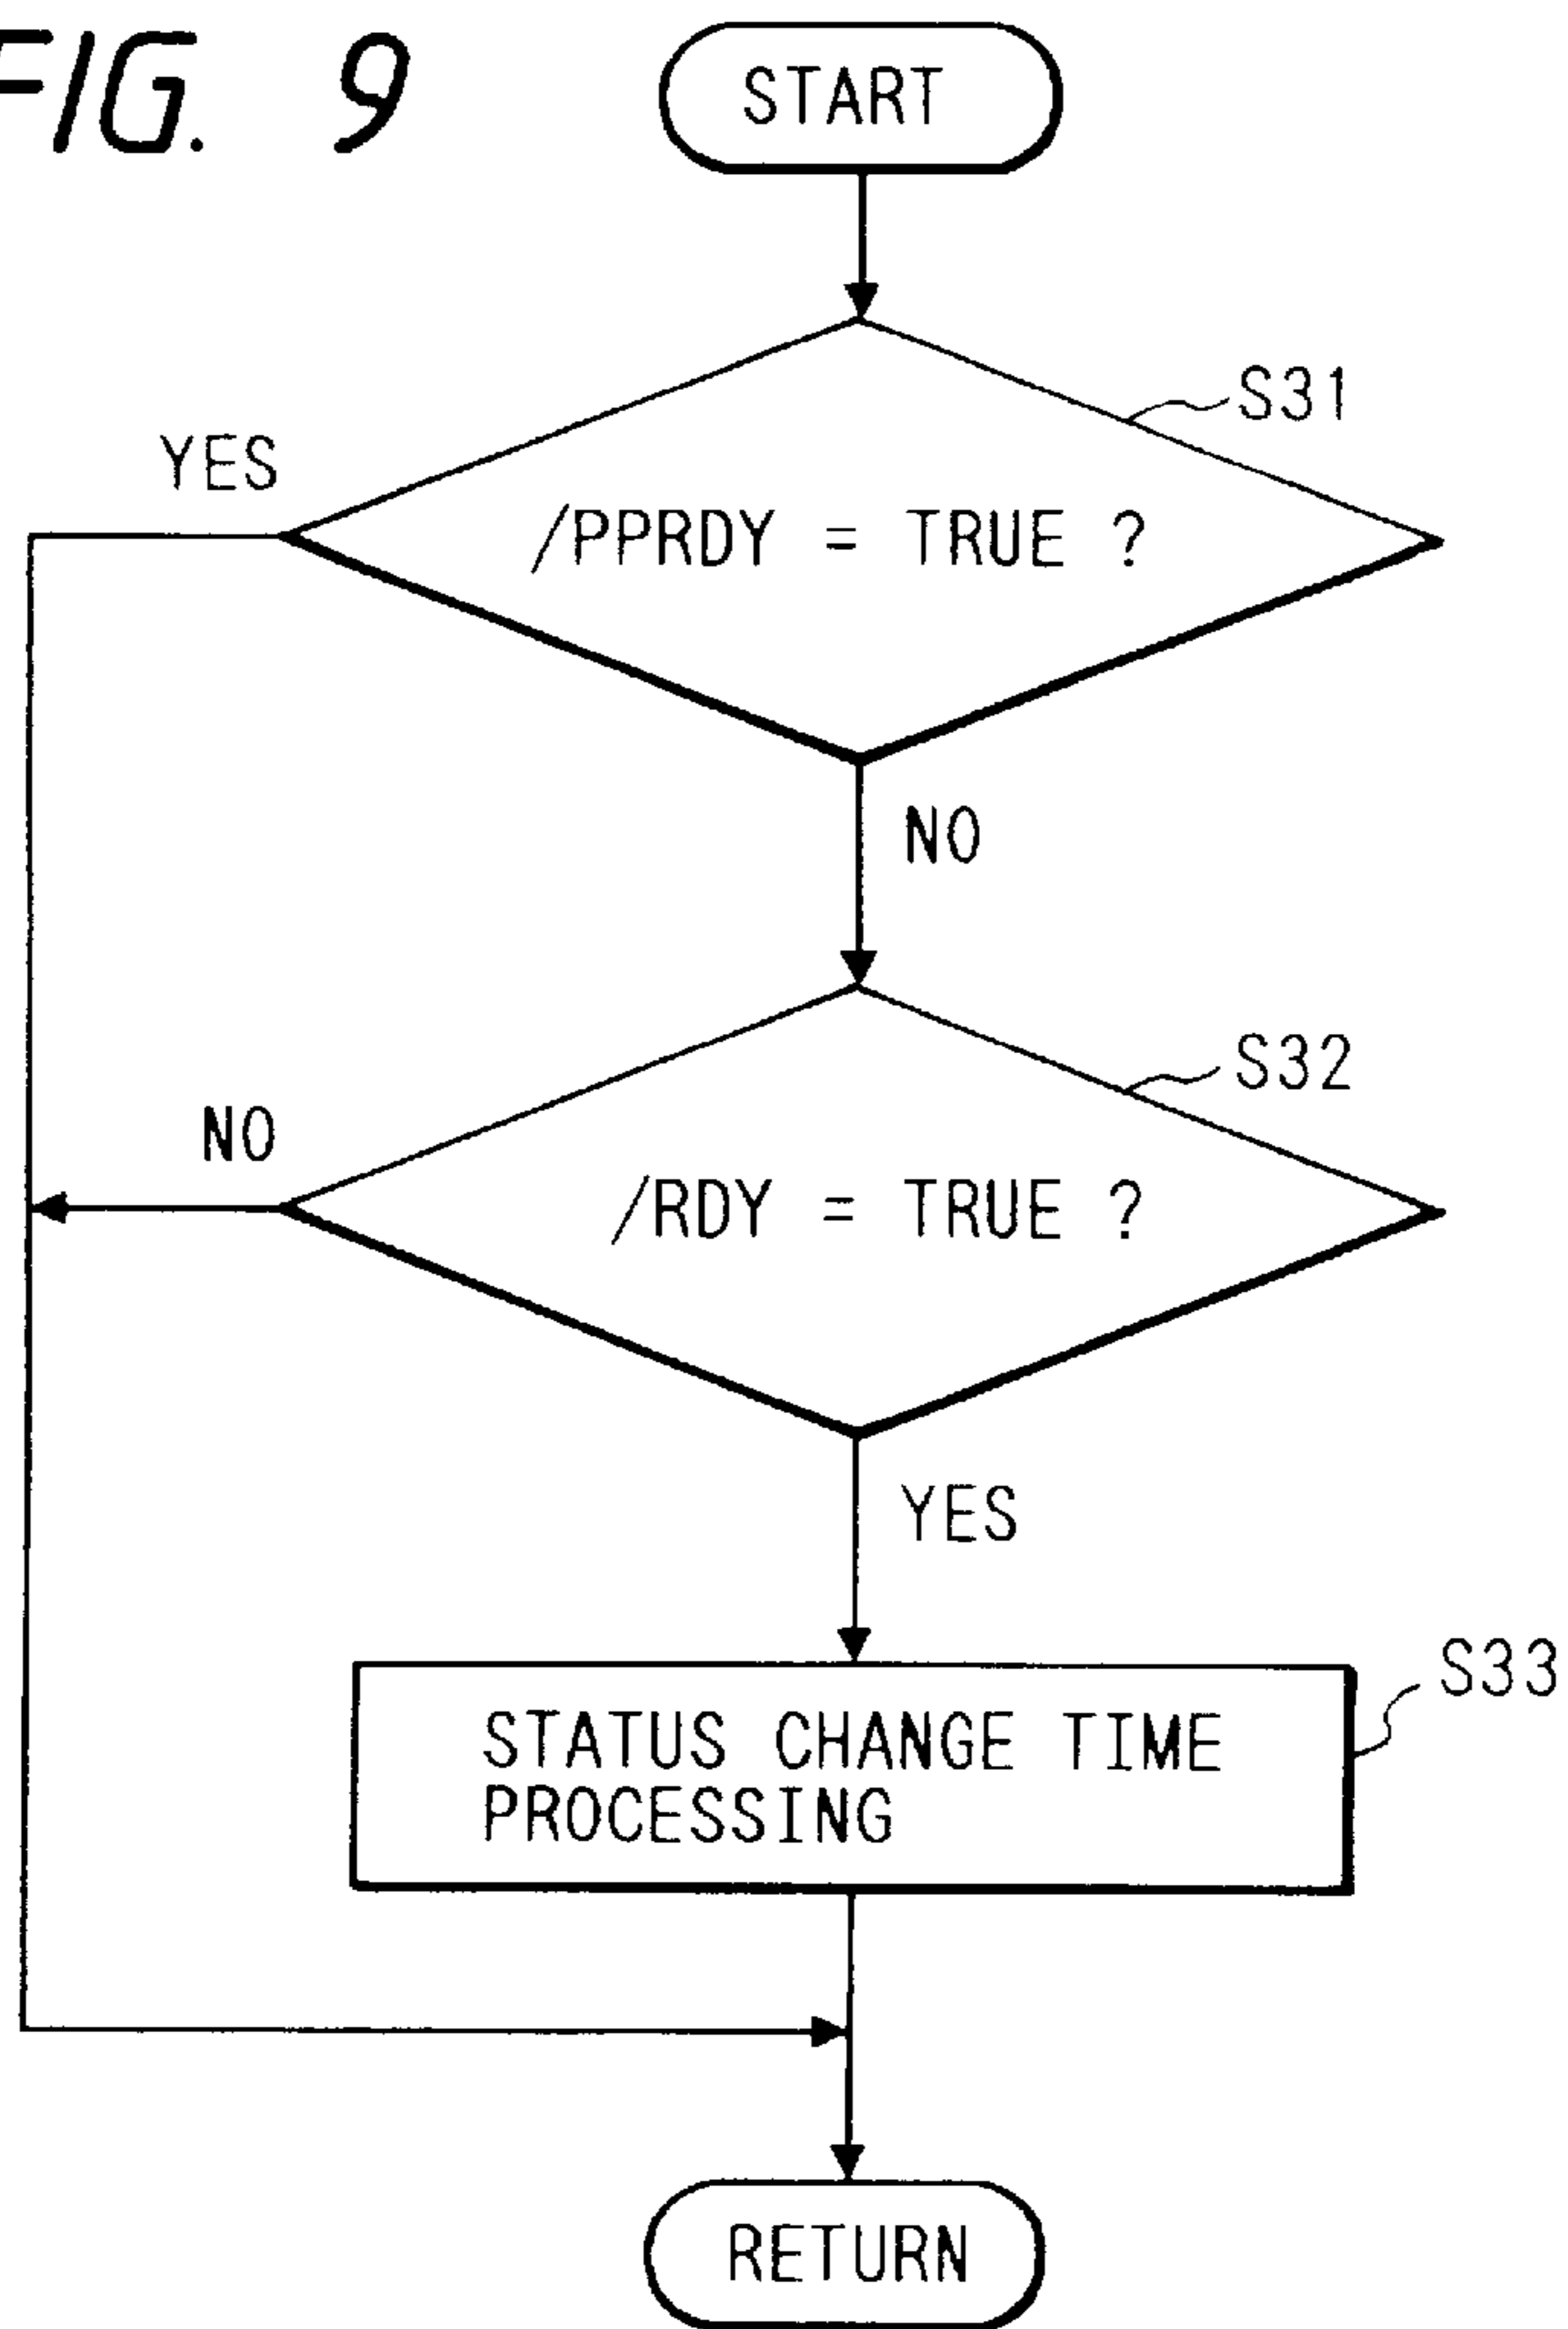 FIG. 9
START
S31
YES
/PPRDY = TRUE ?
NO
S32
NO
/RDY = TRUE ?
YES
S33
STATUS CHANGE TIME
PROCESSING
RETURN